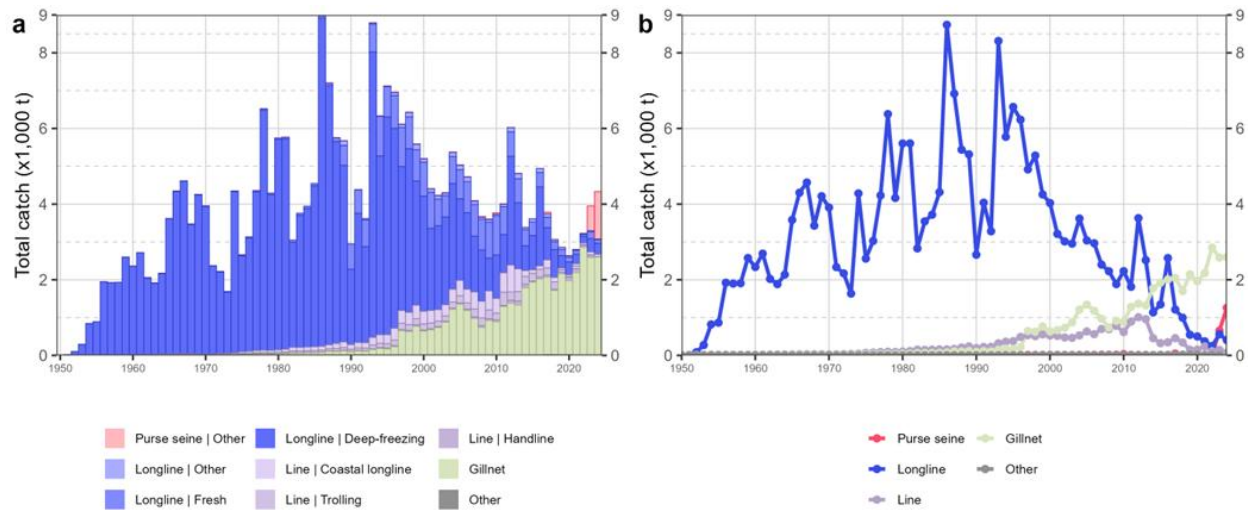 a
Total catch (x1,000 t)
9
8
6
4
2
0
9
8
6
4
2
0
1950 1960 1970 1980 1990 2000 2010 2020
b
Total catch (x1,000 t)
9
8
6
4
2
0
9
8
6
4
2
0
1950 1960 1970 1980 1990 2000 2010 2020
Purse seine | Other Longline | Deep-freezing Line | Handline
Longline | Other Line | Coastal longline Gillnet
Longline | Fresh Line | Trolling Other
Purse seine Gillnet
Longline Other
Line